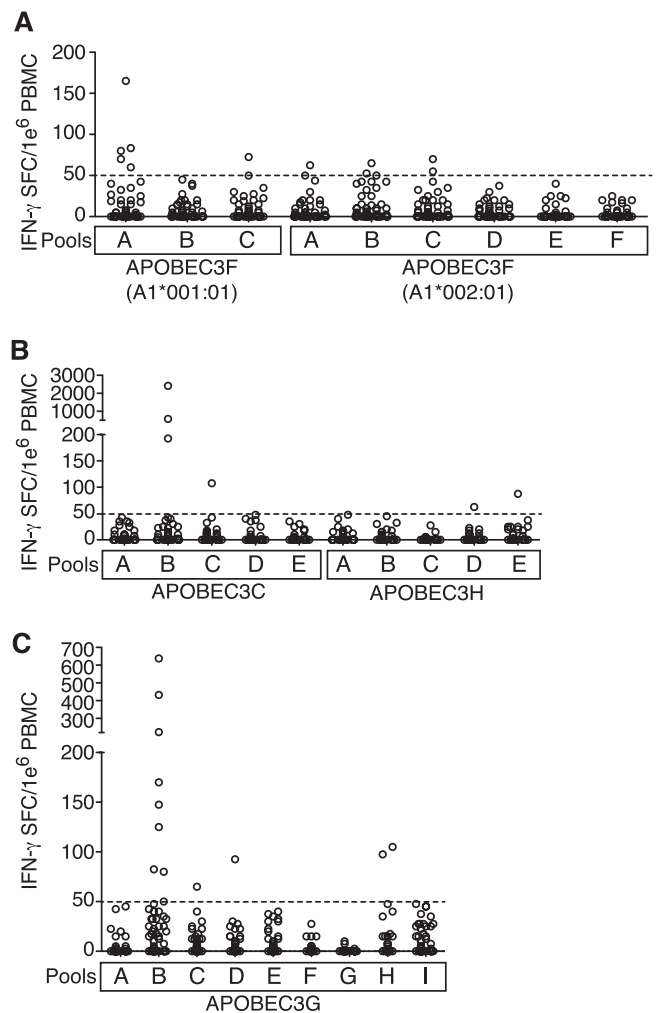 A
IFN-γ SFC/1e6 PBMC
200
150
100
50
0
Pools A B C A B C D E F
APOBEC3F APOBEC3F
(A1*001:01) (A1*002:01)
B
IFN-γ SFC/1e6 PBMC
3000
2000
1000
200
150
100
50
0
Pools A B C D E A B C D E
APOBEC3C APOBEC3H
C
IFN-γ SFC/1e6 PBMC
700
600
500
400
300
200
150
100
50
0
Pools A B C D E F G H I
APOBEC3G